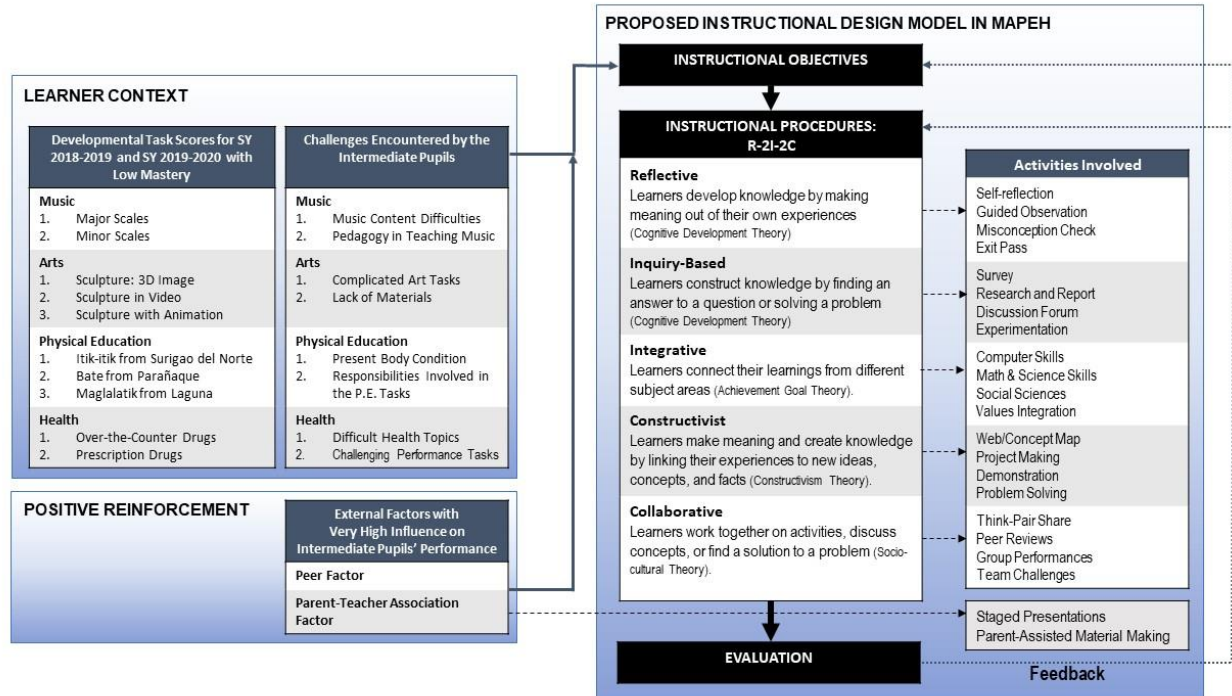 LEARNER CONTEXT
Developmental Task Scores for SY
2018-2019 and SY 2019-2020 with
Low Mastery
Music
1. Major Scales
2. Minor Scales
Arts
1. Sculpture: 3D Image
2. Sculpture in Video
3. Sculpture with Animation
Physical Education
1. Itik-itik from Surigao del Norte
2. Bate from Parañaque
3. Maglalatik from Laguna
Health
1. Over-the-Counter Drugs
2. Prescription Drugs
Challenges Encountered by the
Intermediate Pupils
Music
1. Music Content Difficulties
2. Pedagogy in Teaching Music
Arts
1. Complicated Art Tasks
2. Lack of Materials
Physical Education
1. Present Body Condition
2. Responsibilities Involved in
the P.E. Tasks
Health
1. Difficult Health Topics
2. Challenging Performance Tasks
POSITIVE REINFORCEMENT
External Factors with
Very High Influence on
Intermediate Pupils' Performance
Peer Factor
Parent-Teacher Association
Factor
PROPOSED INSTRUCTIONAL DESIGN MODEL IN MAPEH
INSTRUCTIONAL OBJECTIVES
INSTRUCTIONAL PROCEDURES:
R-2I-2C
Reflective
Learners develop knowledge by making
meaning out of their own experiences
(Cognitive Development Theory)
Inquiry-Based
Learners construct knowledge by finding an
answer to a question or solving a problem
(Cognitive Development Theory)
Integrative
Learners connect their learnings from different
subject areas (Achievement Goal Theory).
Constructivist
Learners make meaning and create knowledge
by linking their experiences to new ideas,
concepts, and facts (Constructivism Theory).
Collaborative
Learners work together on activities, discuss
concepts, or find a solution to a problem (Socio-
cultural Theory).
EVALUATION
Activities Involved
Self-reflection
Guided Observation
Misconception Check
Exit Pass
Survey
Research and Report
Discussion Forum
Experimentation
Computer Skills
Math & Science Skills
Social Sciences
Values Integration
Web/Concept Map
Project Making
Demonstration
Problem Solving
Think-Pair Share
Peer Reviews
Group Performances
Team Challenges
Staged Presentations
Parent-Assisted Material Making
Feedback